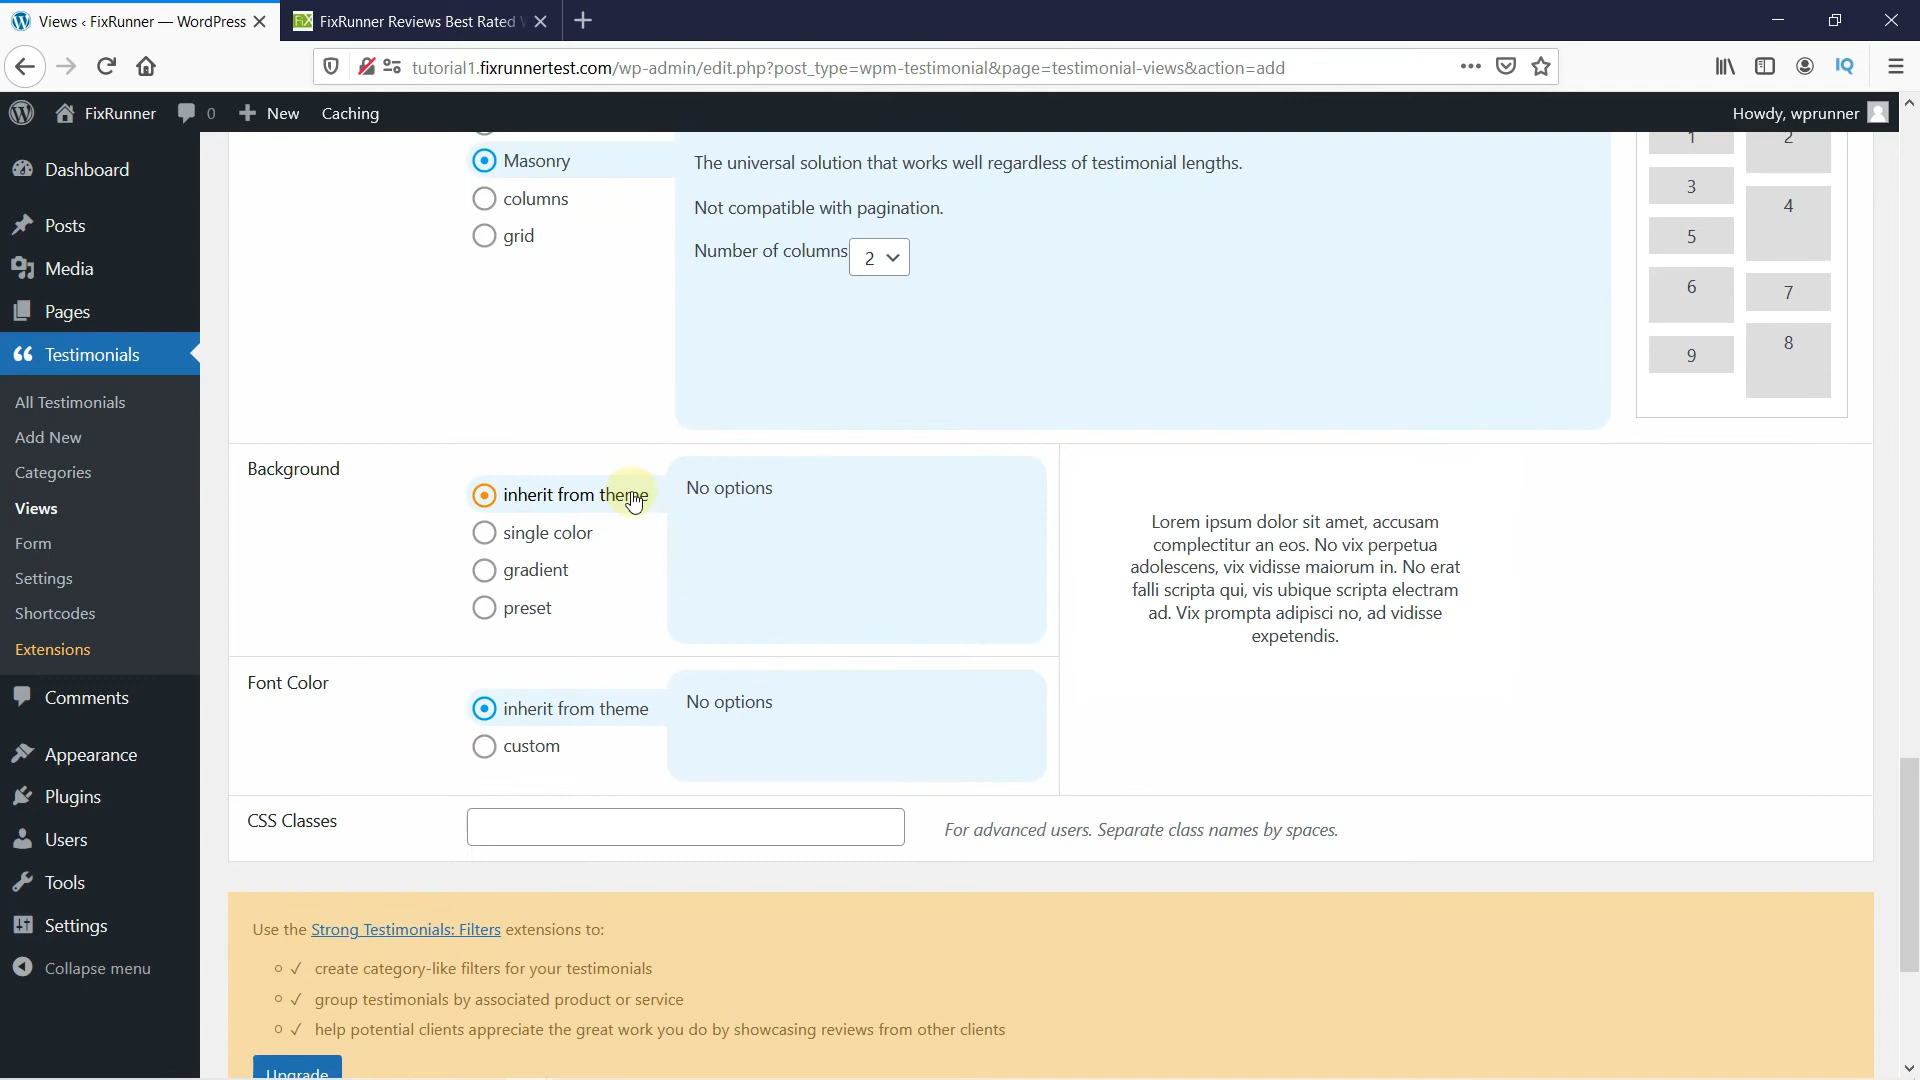 Views ‹ FixRunner — WordPress
FixRunner Reviews Best Rated
tutorial1.fixrunnertest.com/wp-admin/edit.php?post_type=wpm-testimonial&page=testimonial-views&action=add
FixRunner
0
New
Caching
Howdy, wprunner
Dashboard
Posts
Media
Pages
Testimonials
All Testimonials
Add New
Categories
Views
Form
Settings
Shortcodes
Extensions
Comments
Appearance
Plugins
Users
Tools
Settings
Collapse menu
Masonry
columns
grid
The universal solution that works well regardless of testimonial lengths.
Not compatible with pagination.
Number of columns 2
1
2
3
4
5
6
7
8
9
Background
inherit from theme
single color
gradient
preset
No options
Lorem ipsum dolor sit amet, accusam
complectitur an eos. No vix perpetua
adolescens, vix vidisse maiorum in. No erat
falli scripta qui, vis ubique scripta electram
ad. Vix prompta adipisci no, ad vidisse
expetendis.
Font Color
inherit from theme
custom
No options
CSS Classes
For advanced users. Separate class names by spaces.
Use the Strong Testimonials: Filters extensions to:
✓ create category-like filters for your testimonials
✓ group testimonials by associated product or service
✓ help potential clients appreciate the great work you do by showcasing reviews from other clients
Upgrade